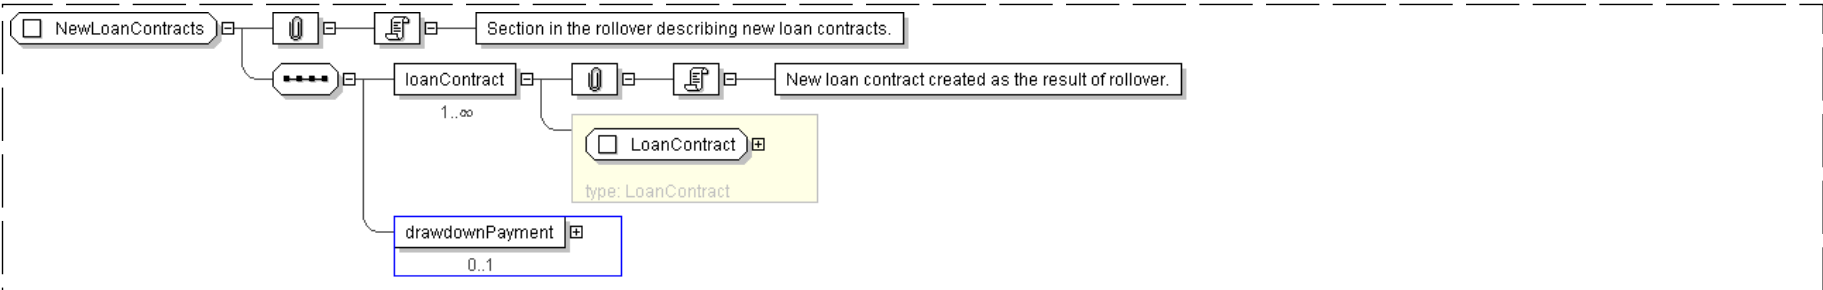 NewLoanContracts
Section in the rollover describing new loan contracts.
loanContract
New loan contract created as the result of rollover.
1..∞
LoanContract
type: LoanContract
drawdownPayment
0..1